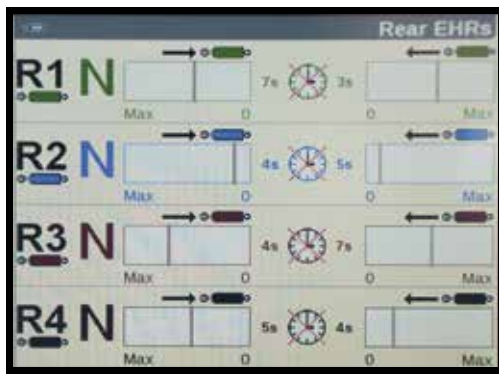 Rear EHRs
R1 N 7s 3s
Max 0 0 Max
R2 N 4s 5s
Max 0 0 Max
R3 N 4s 7s
Max 0 0 Max
R4 N 5s 4s
Max 0 0 Max